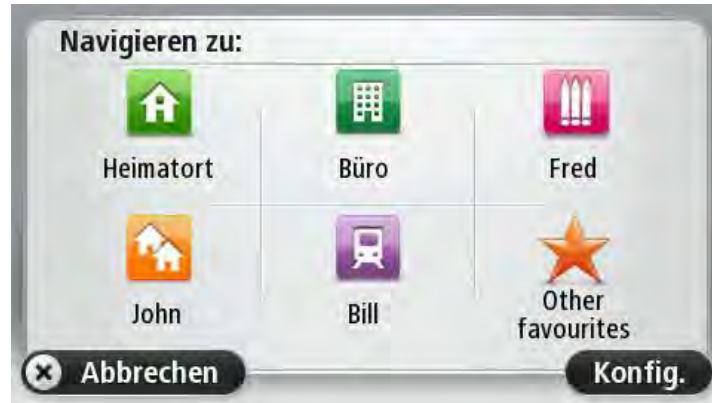 Navigieren zu:
Heimatort
Büro
Fred
John
Bill
Other
favourites
Abbrechen
Konfig.